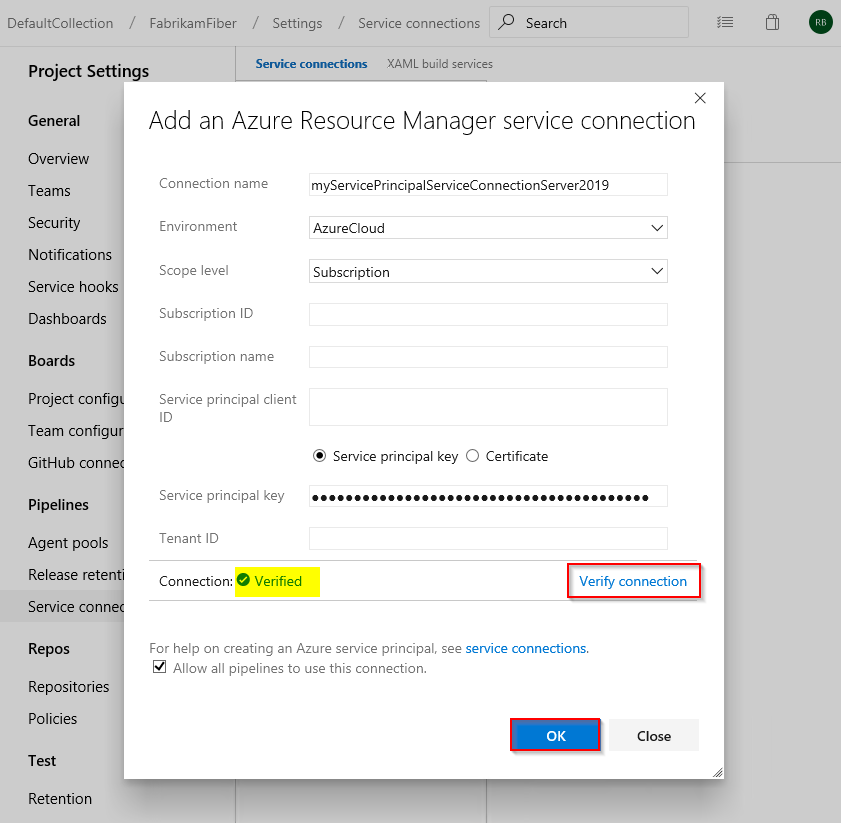 DefaultCollection / FabrikamFiber / Settings / Service connections Search RB
Project Settings
Service connections XAML build services
General
Overview
Teams
Security
Notifications
Service hooks
Dashboards
Boards
Project configu
Team configur
GitHub connec
Pipelines
Agent pools
Release retenti
Service connec
Repos
Repositories
Policies
Test
Retention
Add an Azure Resource Manager service connection
Connection name myServicePrincipalServiceConnectionServer2019
Environment AzureCloud
Scope level Subscription
Subscription ID
Subscription name
Service principal client
ID
Service principal key Certificate
Service principal key ••••••••••••••••••••••••••••••••••••••••
Tenant ID
Connection: Verified Verify connection
For help on creating an Azure service principal, see service connections.
Allow all pipelines to use this connection.
OK Close